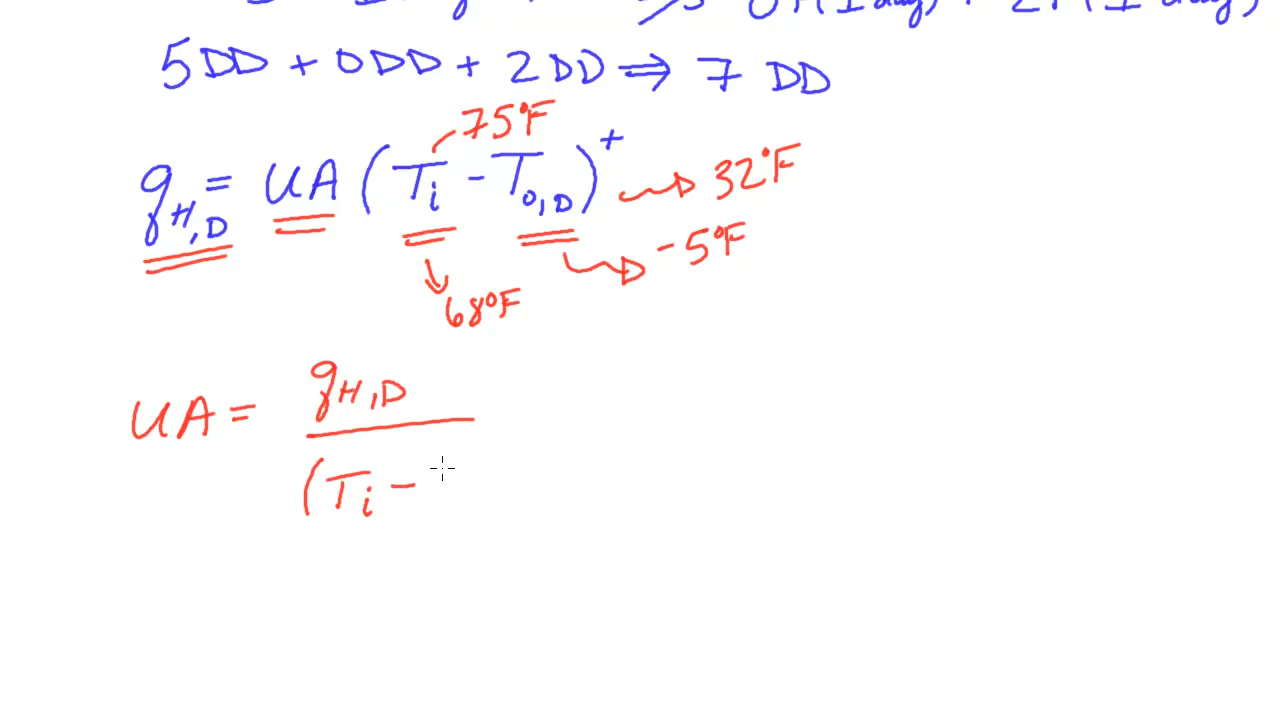 5DD + 0DD + 2DD ⇒ 7 DD
75°F
q_H,D = UA (T_i - T_o,D)^+ → 32°F
→ -5°F
68°F
UA = q_H,D
(T_i -